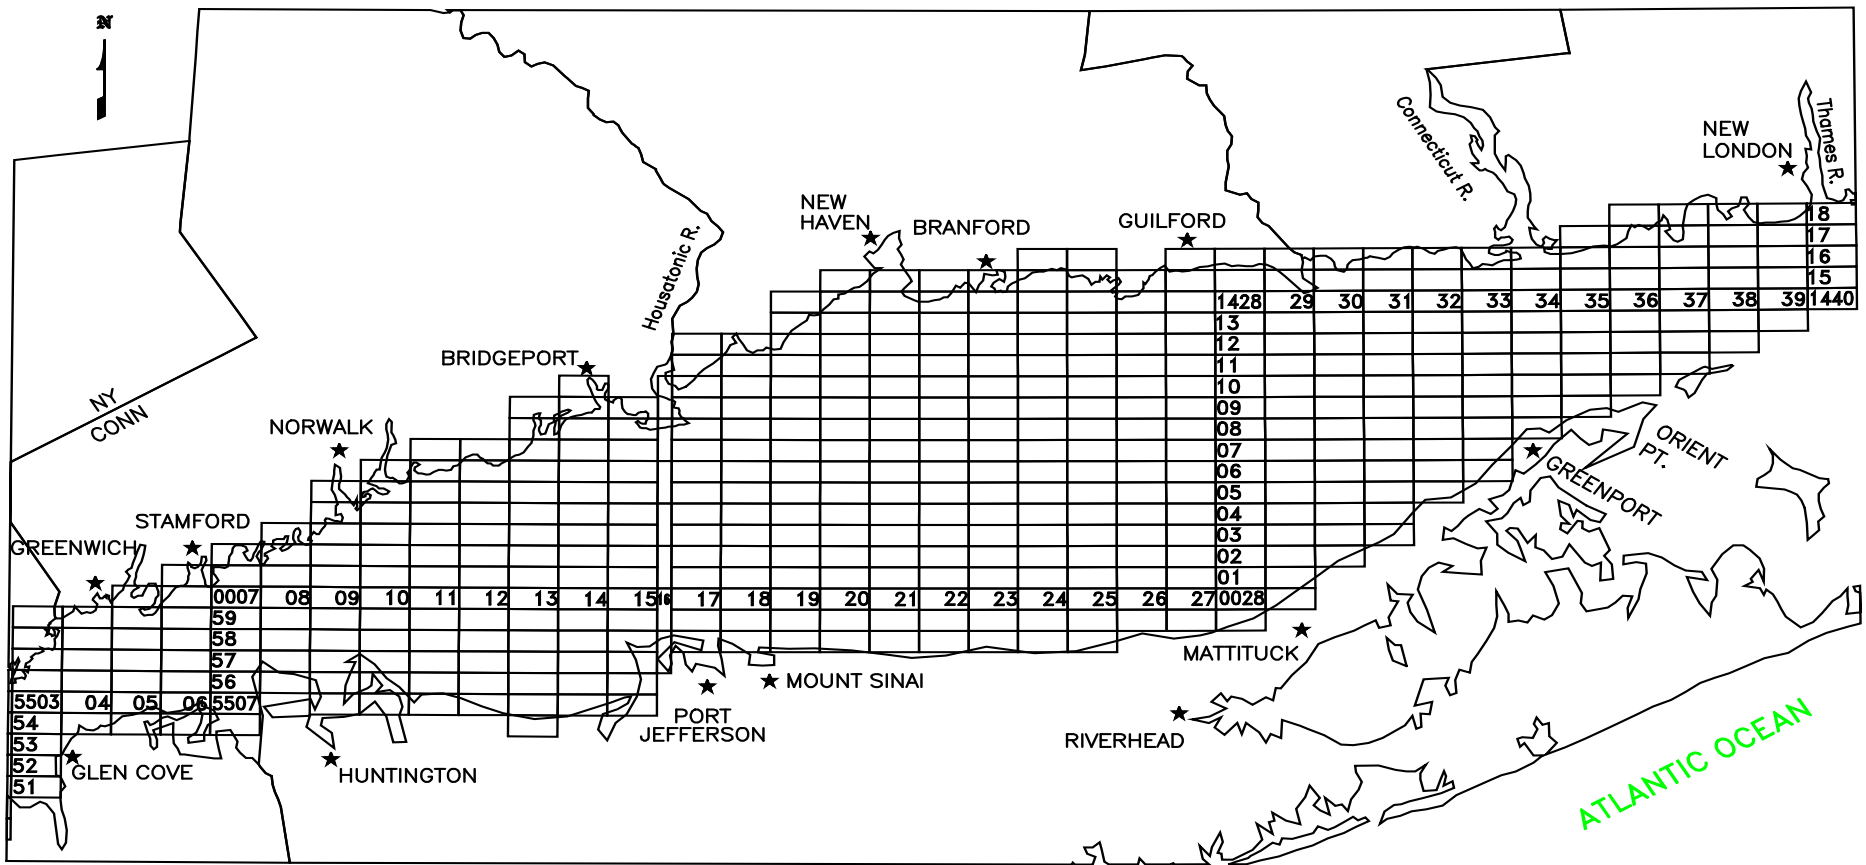 N
Thames R.
Connecticut R.
NEW
LONDON
NEW
HAVEN
BRANFORD
GUILFORD
18
17
16
15
Housatonic R.
1428 29 30 31 32 33 34 35 36 37 38 39 1440
13
12
11
10
09
08
07
06
05
04
03
02
01
BRIDGEPORT
NY
CONN
NORWALK
ORIENT
PT.
GREENPORT
STAMFORD
GREENWICH
0007 08 09 10 11 12 13 14 15 16 17 18 19 20 21 22 23 24 25 26 27 0028
59
58
57
56
5503 04 05 06 5507
54
53
52
51
MATTITUCK
MOUNT SINAI
PORT
JEFFERSON
RIVERHEAD
GLEN COVE
HUNTINGTON
ATLANTIC OCEAN